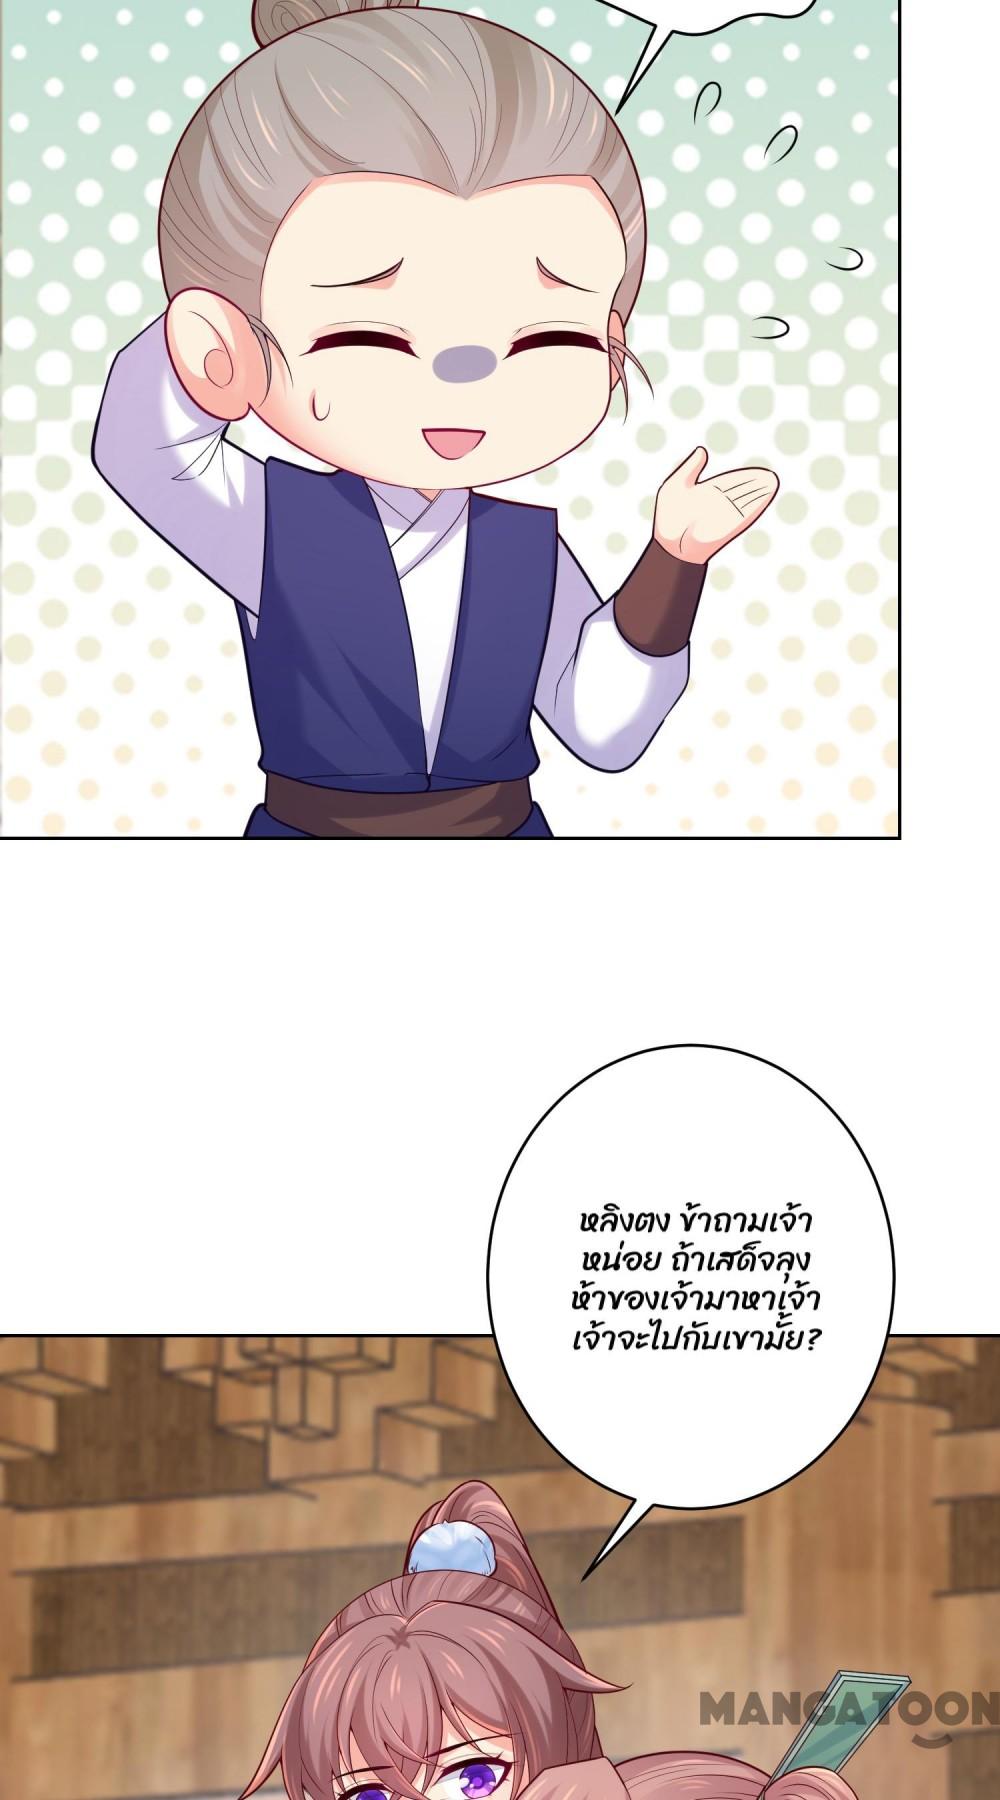 หลิงตง ข้าถามเจ้า
หน่อย ถ้าเสด็จลุง
ห้าของเจ้ามาหาเจ้า
เจ้าจะไปกับเขามั้ย?
MANGATOON